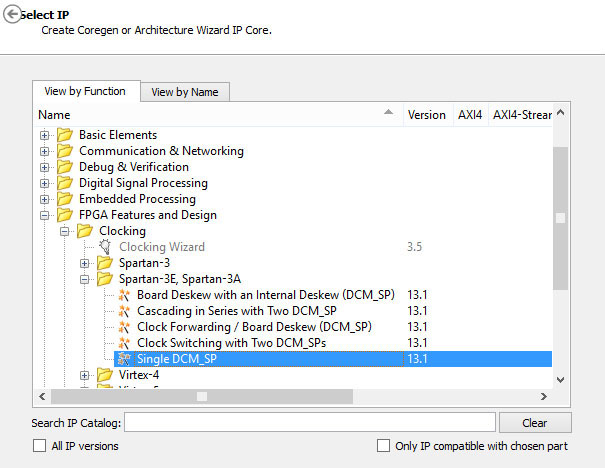 Select IP
Create Coregen or Architecture Wizard IP Core.
View by Function View by Name
Name Version AXI4 AXI4-Stream
Basic Elements
Communication & Networking
Debug & Verification
Digital Signal Processing
Embedded Processing
FPGA Features and Design
Clocking
Clocking Wizard 3.5
Spartan-3
Spartan-3E, Spartan-3A
Board Deskew with an Internal Deskew (DCM_SP) 13.1
Cascading in Series with Two DCM_SP 13.1
Clock Forwarding / Board Deskew (DCM_SP) 13.1
Clock Switching with Two DCM_SPs 13.1
Single DCM_SP 13.1
Virtex-4
Search IP Catalog: Clear
All IP versions Only IP compatible with chosen part